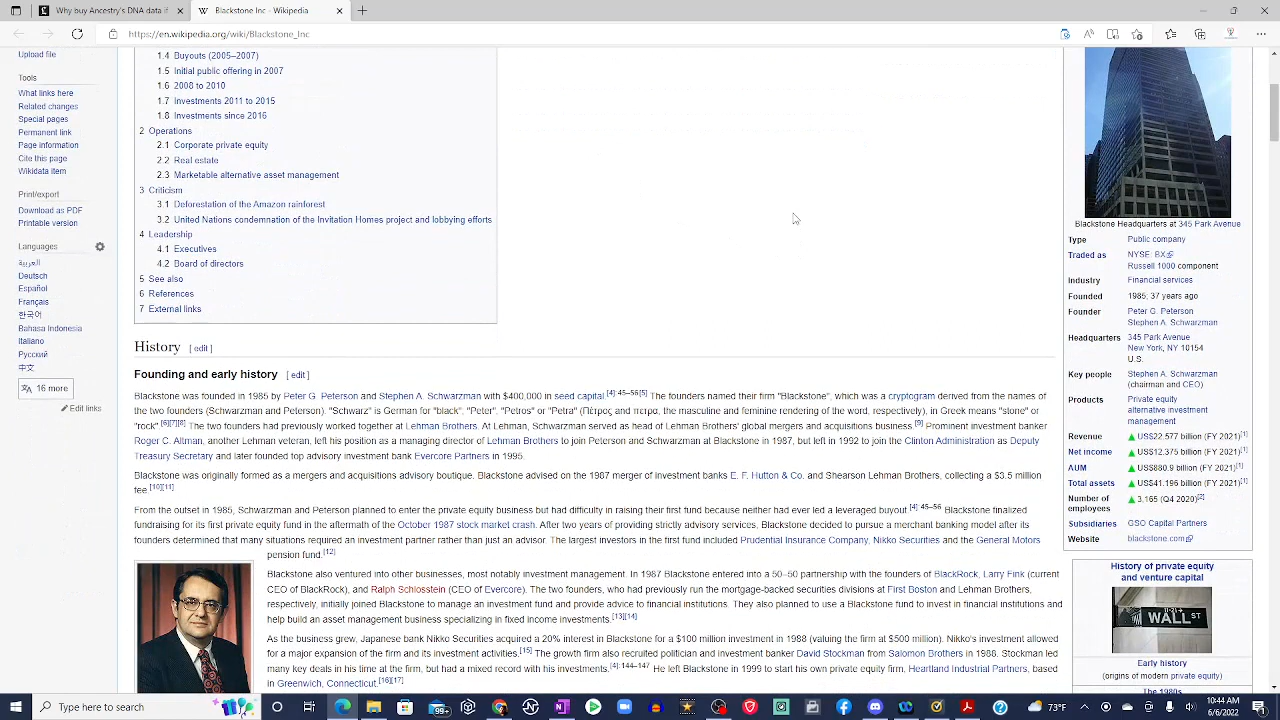 Why buy Ancestry's DNA data if
Blackstone Inc - Wikipedia
https://en.wikipedia.org/wiki/Blackstone_Inc
Upload file
Tools
What links here
Related changes
Special pages
Permanent link
Page information
Cite this page
Wikidata item
Print/export
Download as PDF
Printable version
Languages
العربية
Deutsch
Español
Français
한국어
Bahasa Indonesia
Italiano
Русский
中文
16 more
Edit links
1.4 Buyouts (2005–2007)
1.5 Initial public offering in 2007
1.6 2008 to 2010
1.7 Investments 2011 to 2015
1.8 Investments since 2016
2 Operations
2.1 Corporate private equity
2.2 Real estate
2.3 Marketable alternative asset management
3 Criticism
3.1 Deforestation of the Amazon rainforest
3.2 United Nations condemnation of the Invitation Homes project and lobbying efforts
4 Leadership
4.1 Executives
4.2 Board of directors
5 See also
6 References
7 External links
History [ edit ]
Founding and early history [ edit ]
Blackstone was founded in 1985 by Peter G. Peterson and Stephen A. Schwarzman with $400,000 in seed capital.[4]:45–56[5] The founders named their firm "Blackstone", which was a cryptogram derived from the names of
the two founders (Schwarzman and Peterson). "Schwarz" is German for "black". "Peter", "Petros" or "Petra" (Πέτρος and πετρα, the masculine and feminine rendering of the word, respectively), in Greek means "stone" or
"rock".[6][7][8] The two founders had previously worked together at Lehman Brothers. At Lehman, Schwarzman served as head of Lehman Brothers' global mergers and acquisitions business.[9] Prominent investment banker
Roger C. Altman, another Lehman veteran, left his position as a managing director of Lehman Brothers to join Peterson and Schwarzman at Blackstone in 1987, but left in 1992 to join the Clinton Administration as Deputy
Treasury Secretary and later founded top advisory investment bank Evercore Partners in 1995.
Blackstone was originally formed as a mergers and acquisitions advisory boutique. Blackstone advised on the 1987 merger of investment banks E. F. Hutton & Co. and Shearson Lehman Brothers, collecting a $3.5 million
fee.[10][11]
From the outset in 1985, Schwarzman and Peterson planned to enter the private equity business but had difficulty in raising their first fund because neither had ever led a leveraged buyout.[4]:45–56 Blackstone finalized
fundraising for its first private equity fund in the aftermath of the October 1987 stock market crash. After two years of providing strictly advisory services, Blackstone decided to pursue a merchant banking model after its
founders determined that many situations required an investment partner rather than just an advisor. The largest investors in the first fund included Prudential Insurance Company, Nikko Securities and the General Motors
pension fund.[12]
Blackstone also ventured into other businesses, most notably investment management. In 1987 Blackstone entered into a 50–50 partnership with the founders of BlackRock, Larry Fink (current
CEO of BlackRock), and Ralph Schlosstein (CEO of Evercore). The two founders, who had previously run the mortgage-backed securities divisions at First Boston and Lehman Brothers,
respectively, initially joined Blackstone to manage an investment fund and provide advice to financial institutions. They also planned to use a Blackstone fund to invest in financial institutions and
help build an asset management business specializing in fixed income investments.[13][14]
As the business grew, Japanese bank Nikko Securities acquired a 20% interest in Blackstone for a $100 million investment in 1988 (valuing the firm at $500 million). Nikko's investment allowed
for a major expansion of the firm and its investment activities.[15] The growth firm also recruited politician and investment banker David Stockman from Salomon Brothers in 1988. Stockman led
many key deals in his time at the firm, but had a mixed record with his investments.[4]:144–147 He left Blackstone in 1999 to start his own private equity firm, Heartland Industrial Partners, based
in Greenwich, Connecticut.[16][17]
Blackstone Headquarters at 345 Park Avenue
Type Public company
Traded as NYSE: BX
Russell 1000 component
Industry Financial services
Founded 1985; 37 years ago
Founder Peter G. Peterson
Stephen A. Schwarzman
Headquarters 345 Park Avenue
New York, NY 10154
U.S.
Key people Stephen A. Schwarzman
(chairman and CEO)
Products Private equity
alternative investment
management
Revenue ▲ US$22.577 billion (FY 2021)[1]
Net income ▲ US$12.375 billion (FY 2021)[1]
AUM ▲ US$880.9 billion (FY 2021)[1]
Total assets ▲ US$41.196 billion (FY 2021)[1]
Number of employees ▲ 3,165 (Q4 2020)[2]
Subsidiaries GSO Capital Partners
Website blackstone.com
History of private equity
and venture capital
WALL ST
Early history
(origins of modern private equity)
The 1980s
Type here to search
73°F
10:44 AM
6/6/2022